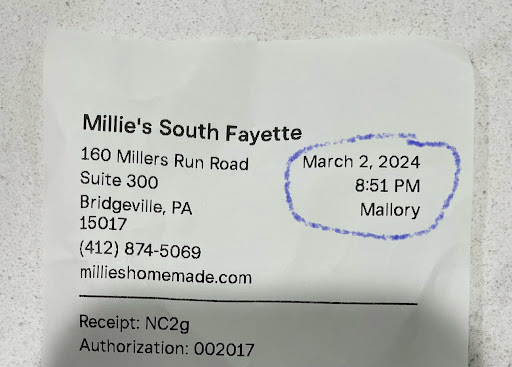 Millie's South Fayette
160 Millers Run Road
Suite 300
Bridgeville, PA
15017
(412) 874-5069
millieshomemade.com
March 2, 2024
8:51 PM
Mallory
Receipt: NC2g
Authorization: 002017